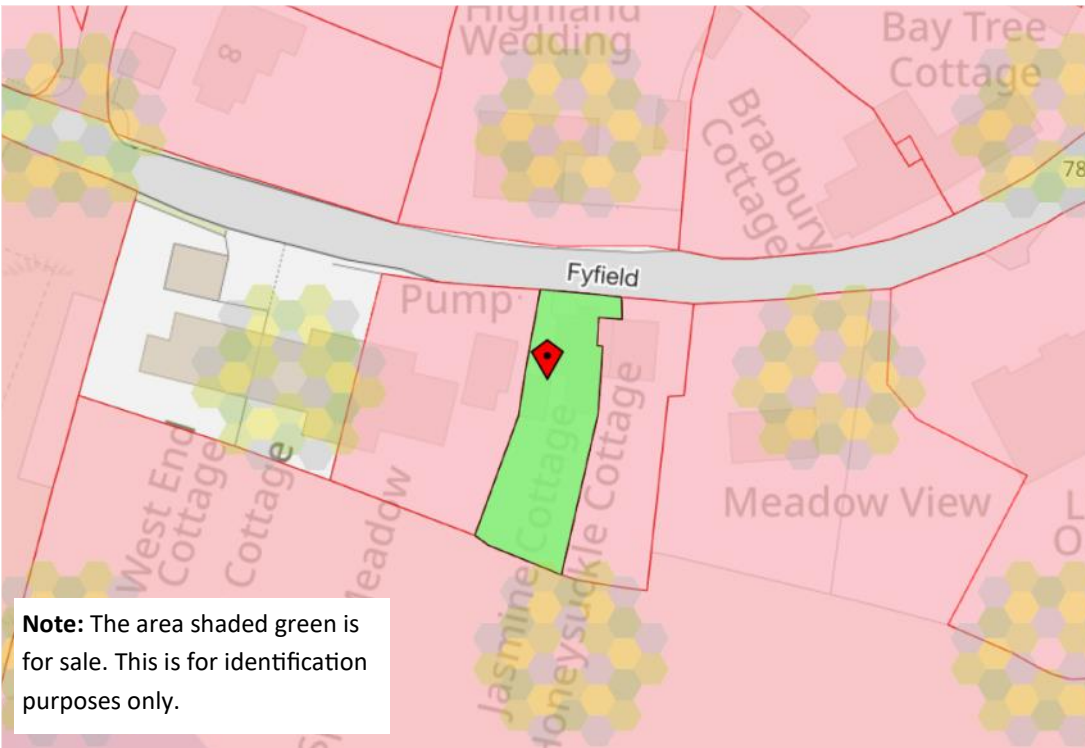 Highland
Wedding
Bay Tree
Cottage
8
Bradbury
Cottage
78
Fyfield
Pump
West End
Cottage
Cottage
Meadow
Jasmine Cottage
Honeysuckle Cottage
Meadow View
Note: The area shaded green is
for sale. This is for identification
purposes only.